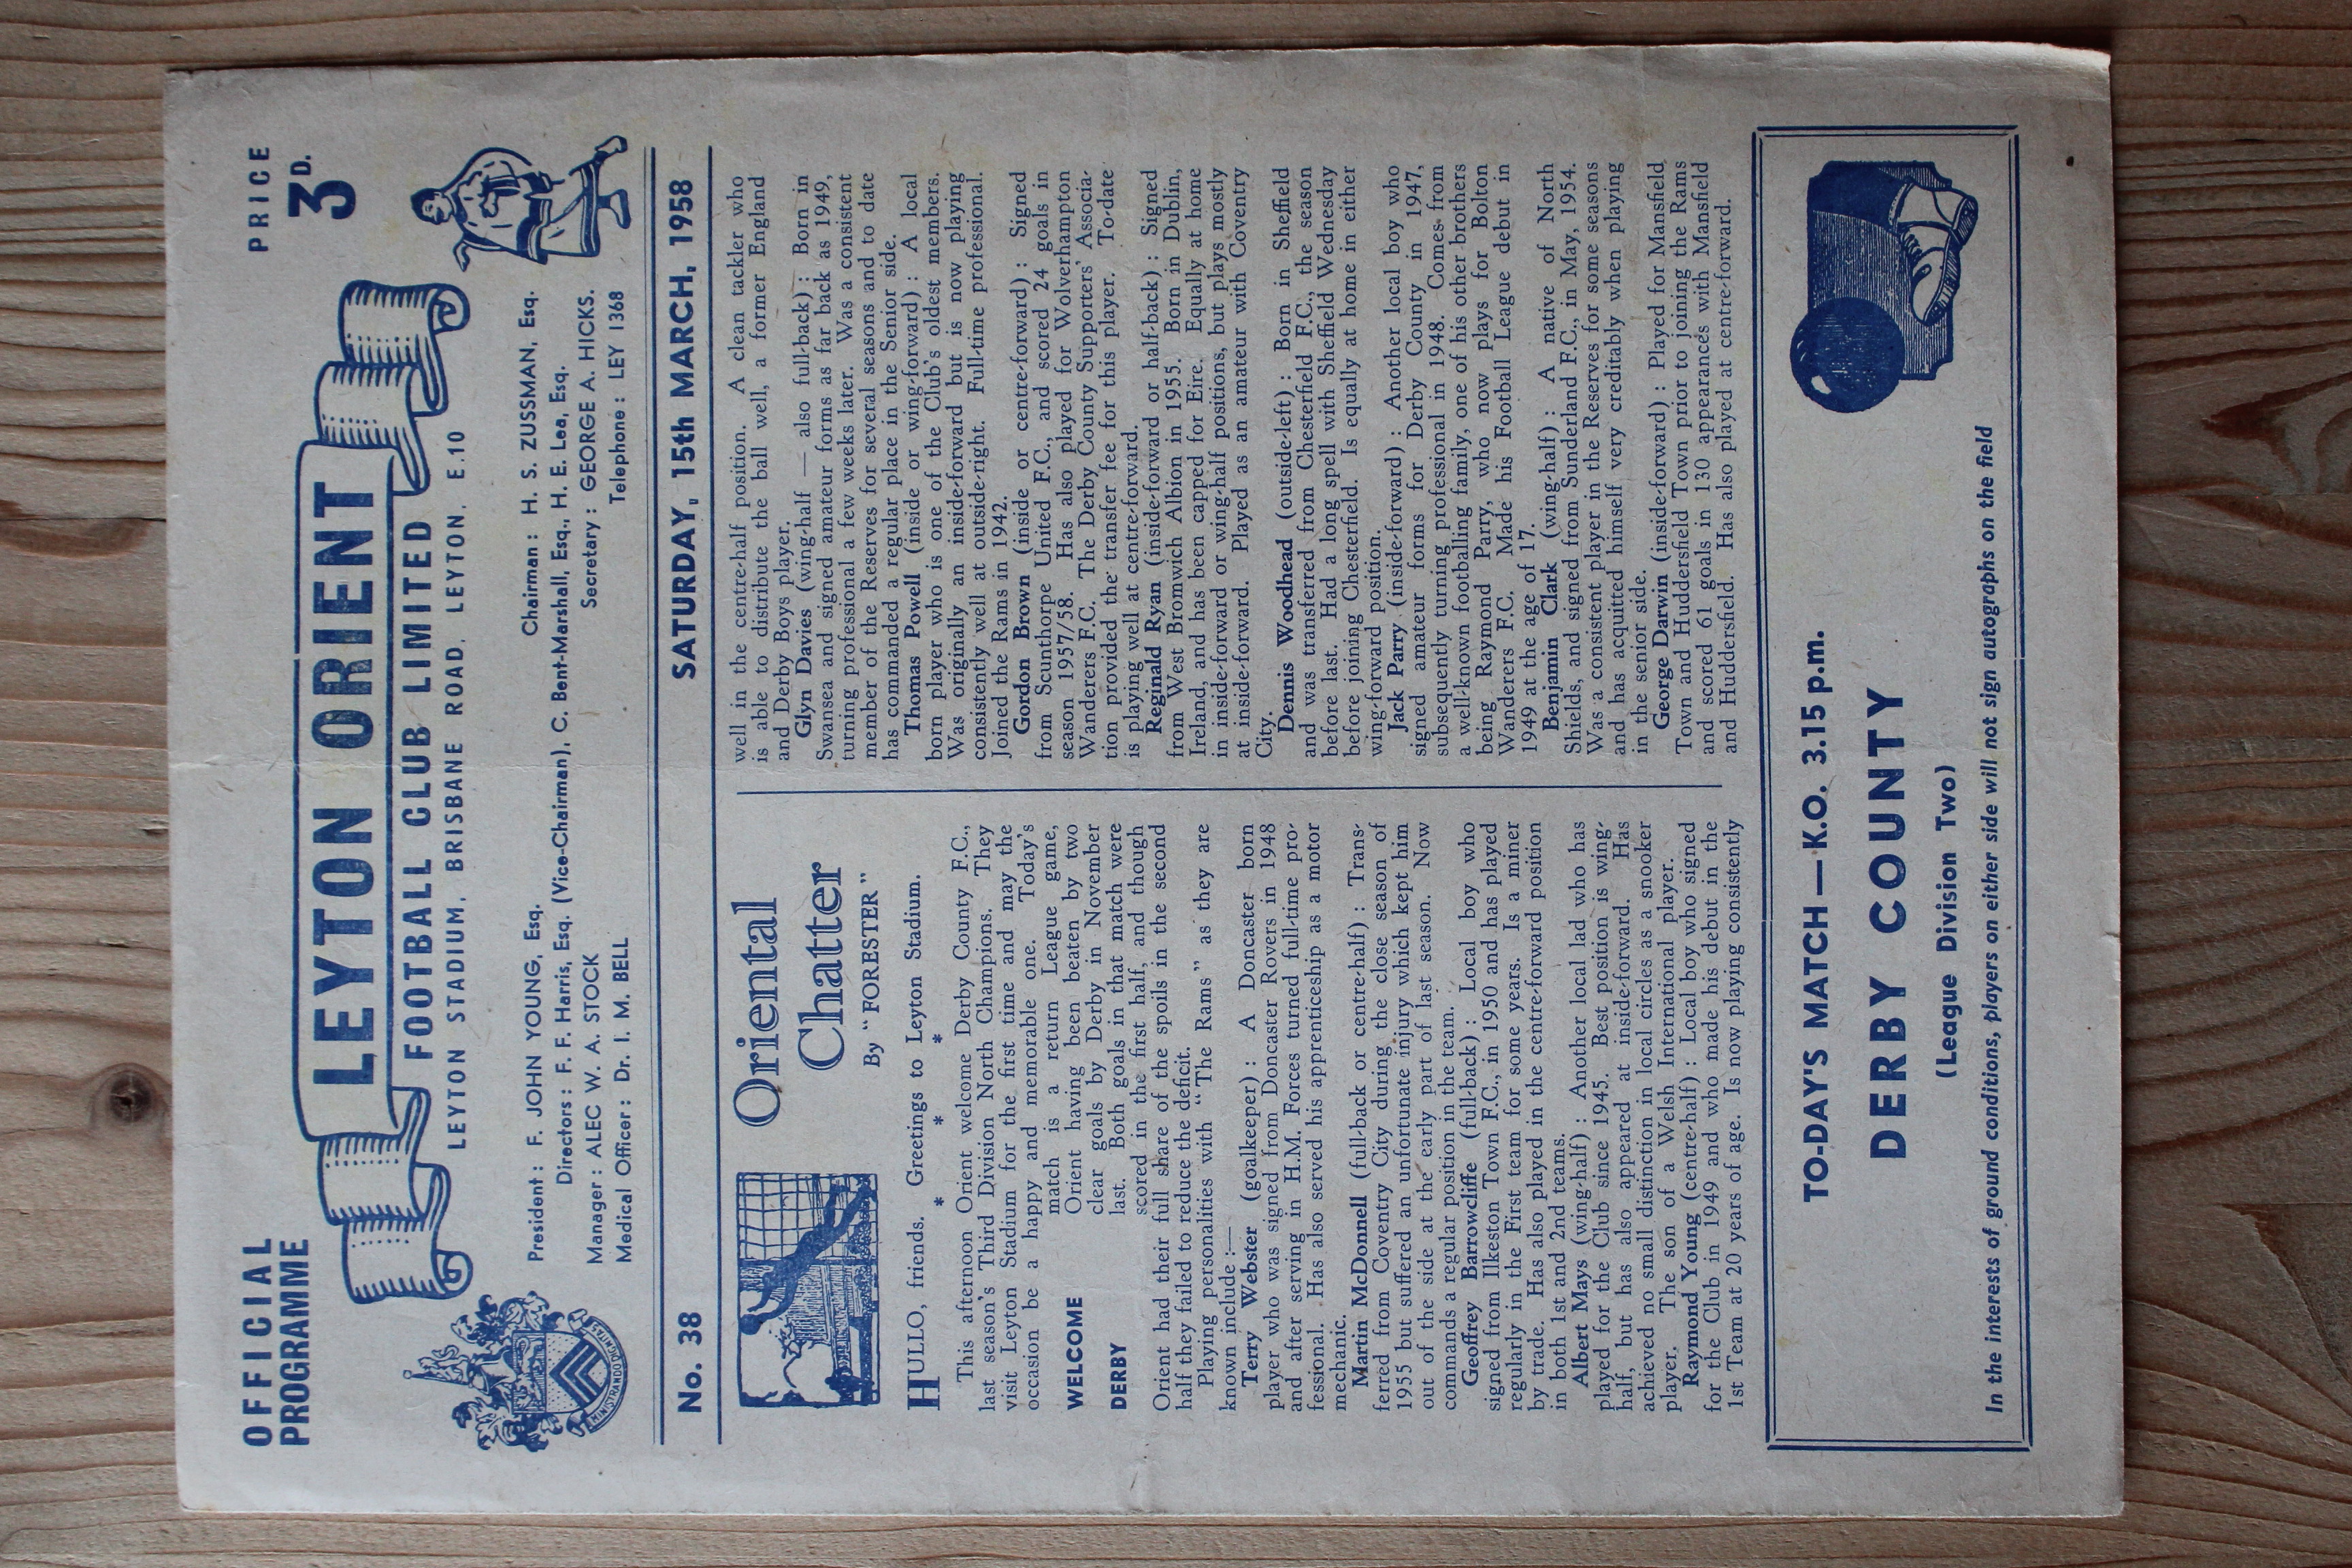 OFFICIAL
PROGRAMME
PRICE
3D.
LEYTON ORIENT
FOOTBALL CLUB LIMITED
LEYTON STADIUM, BRISBANE ROAD, LEYTON, E.10
MINISTRANDO DIGNITAS
President : F. JOHN YOUNG, Esq.
Chairman : H. S. ZUSSMAN, Esq.
Directors : F. F. Harris, Esq. (Vice-Chairman), C. Bent-Marshall, Esq., H. E. Lea, Esq.
Manager : ALEC W. A. STOCK
Secretary : GEORGE A. HICKS.
Medical Officer : Dr. I. M. BELL
Telephone : LEY 1368
No. 38
SATURDAY, 15th MARCH, 1958
Oriental
Chatter
By "FORESTER"
HULLO, friends. Greetings to Leyton Stadium.
* * *
This afternoon Orient welcome Derby County F.C.,
last season's Third Division North Champions. They
visit Leyton Stadium for the first time and may the
occasion be a happy and memorable one. Today's
WELCOME
DERBY
match is a return League game,
Orient having been beaten by two
clear goals by Derby in November
last. Both goals in that match were
scored in the first half, and though
Orient had their full share of the spoils in the second
half they failed to reduce the deficit.
Playing personalities with "The Rams" as they are
known include :—
Terry Webster (goalkeeper) : A Doncaster born
player who was signed from Doncaster Rovers in 1948
and after serving in H.M. Forces turned full-time pro-
fessional. Has also served his apprenticeship as a motor
mechanic.
Martin McDonnell (full-back or centre-half) : Trans-
ferred from Coventry City during the close season of
1955 but suffered an unfortunate injury which kept him
out of the side at the early part of last season. Now
commands a regular position in the team.
Geoffrey Barrowcliffe (full-back) : Local boy who
signed from Ilkeston Town F.C., in 1950 and has played
regularly in the First team for some years. Is a miner
by trade. Has also played in the centre-forward position
in both 1st and 2nd teams.
Albert Mays (wing-half) : Another local lad who has
played for the Club since 1945. Best position is wing-
half, but has also appeared at inside-forward. Has
achieved no small distinction in local circles as a snooker
player. The son of a Welsh International player.
Raymond Young (centre-half) : Local boy who signed
for the Club in 1949 and who made his debut in the
1st Team at 20 years of age. Is now playing consistently
well in the centre-half position. A clean tackler who
is able to distribute the ball well, a former England
and Derby Boys player.
Glyn Davies (wing-half — also full-back) : Born in
Swansea and signed amateur forms as far back as 1949,
turning professional a few weeks later. Was a consistent
member of the Reserves for several seasons and to date
has commanded a regular place in the Senior side.
Thomas Powell (inside or wing-forward) : A local
born player who is one of the Club's oldest members.
Was originally an inside-forward but is now playing
consistently well at outside-right. Full-time professional.
Joined the Rams in 1942.
Gordon Brown (inside or centre-forward) : Signed
from Scunthorpe United F.C., and scored 24 goals in
season 1957/58. Has also played for Wolverhampton
Wanderers F.C. The Derby County Supporters' Associa-
tion provided the transfer fee for this player. To-date
is playing well at centre-forward.
Reginald Ryan (inside-forward or half-back) : Signed
from West Bromwich Albion in 1955. Born in Dublin,
Ireland, and has been capped for Eire. Equally at home
in inside-forward or wing-half positions, but plays mostly
at inside-forward. Played as an amateur with Coventry
City.
Dennis Woodhead (outside-left) : Born in Sheffield
and was transferred from Chesterfield F.C., the season
before last. Had a long spell with Sheffield Wednesday
before joining Chesterfield. Is equally at home in either
wing-forward position.
Jack Parry (inside-forward) : Another local boy who
signed amateur forms for Derby County in 1947,
subsequently turning professional in 1948. Comes from
a well-known footballing family, one of his other brothers
being Raymond Parry, who now plays for Bolton
Wanderers F.C. Made his Football League debut in
1949 at the age of 17.
Benjamin Clark (wing-half) : A native of North
Shields, and signed from Sunderland F.C., in May, 1954.
Was a consistent player in the Reserves for some seasons
and has acquitted himself very creditably when playing
in the senior side.
George Darwin (inside-forward) : Played for Mansfield
Town and Huddersfield Town prior to joining the Rams
and scored 61 goals in 130 appearances with Mansfield
and Huddersfield. Has also played at centre-forward.
TO-DAY'S MATCH—K.O. 3.15 p.m.
DERBY COUNTY
(League Division Two)
In the interests of ground conditions, players on either side will not sign autographs on the field